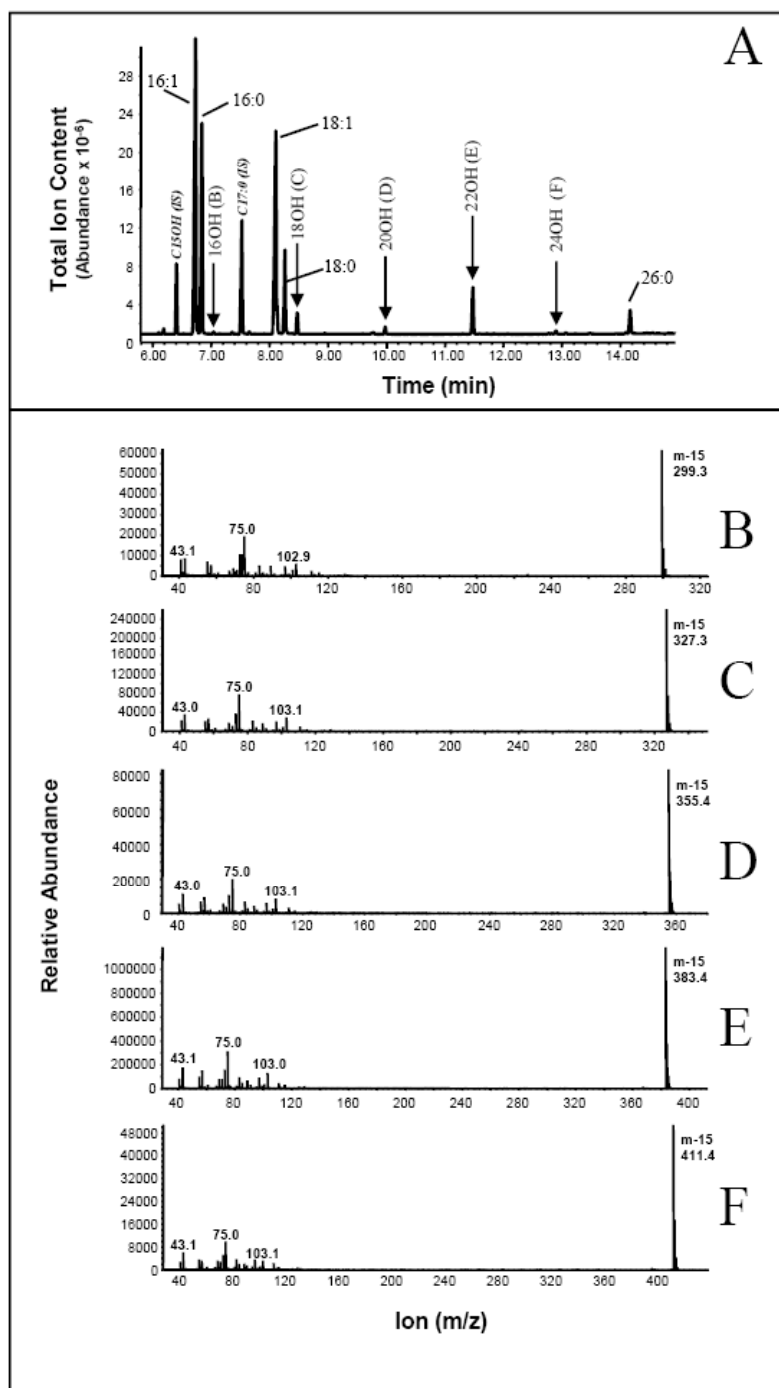 A
Total Ion Content
(Abundance x 10-6)
28
24
20
16
12
8
4
0
16:1
16:0
C15OH (IS)
16OH (B)
C17:0 (IS)
18:1
18OH (C)
18:0
20OH (D)
22OH (E)
24OH (F)
26:0
6.00 7.00 8.00 9.00 10.00 11.00 12.00 13.00 14.00
Time (min)
Relative Abundance
B
60000
50000
40000
30000
20000
10000
0
43.1
75.0
102.9
m-15
299.3
40 80 120 160 200 240 280 320
C
240000
200000
160000
120000
80000
40000
0
43.0
75.0
103.1
m-15
327.3
40 80 120 160 200 240 280 320
D
80000
60000
40000
20000
0
43.0
75.0
103.1
m-15
355.4
40 80 120 160 200 240 280 320 360
E
1000000
800000
600000
400000
200000
0
43.1
75.0
103.0
m-15
383.4
40 80 120 160 200 240 280 320 360 400
F
48000
40000
32000
24000
16000
8000
0
43.1
75.0
103.1
m-15
411.4
40 80 120 160 200 240 280 320 360 400
Ion (m/z)